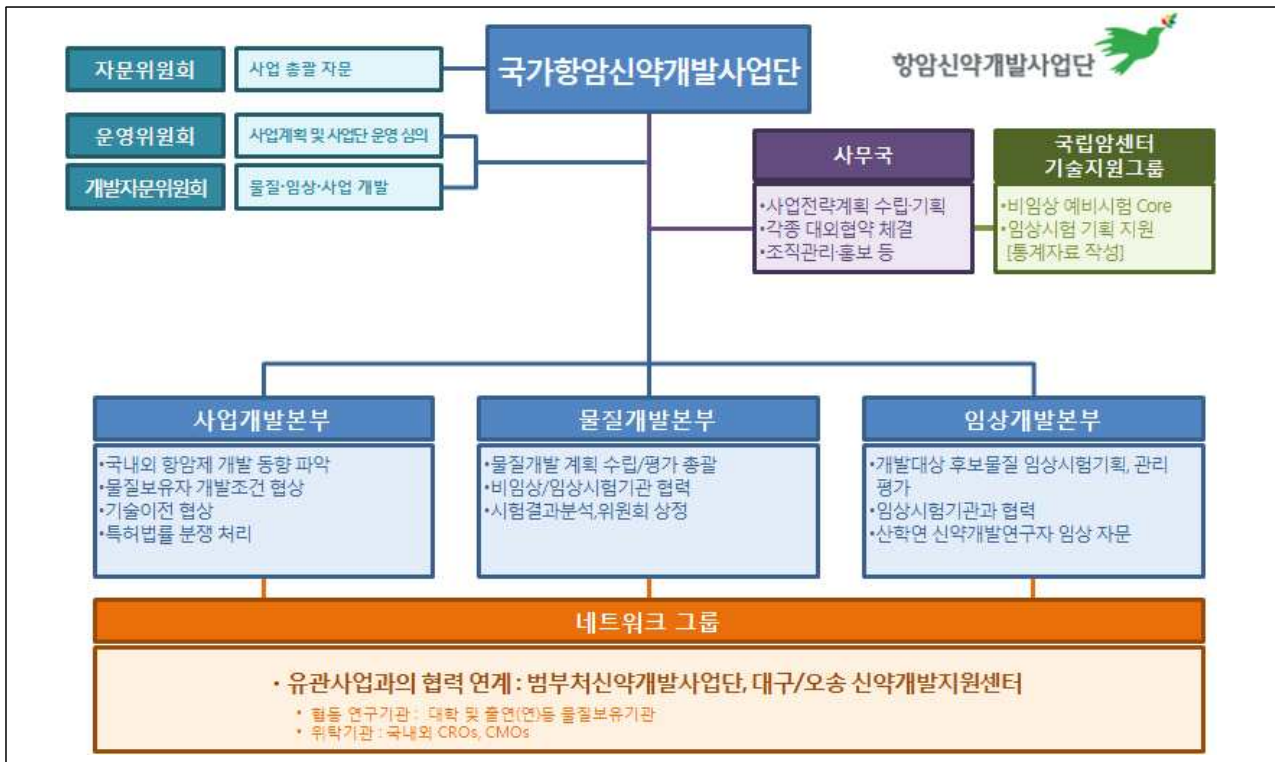 국가항암신약개발사업단
항암신약개발사업단
자문위원회
사업 총괄 자문
운영위원회
사업계획 및 사업단 운영 심의
개발자문위원회
물질·임상·사업 개발
사무국
•사업전략계획 수립·기획
•각종 대외협약 체결
•조직관리·홍보 등
국립암센터
기술지원그룹
•비임상 예비시험 Core
•임상시험 기획 지원
[통계자료 작성]
사업개발본부
•국내외 항암제 개발 동향 파악
•물질보유자 개발조건 협상
•기술이전 협상
•특허법률 분쟁 처리
물질개발본부
•물질개발 계획 수립/평가 총괄
•비임상/임상시험기관 협력
•시험결과분석,위원회 상정
임상개발본부
•개발대상 후보물질 임상시험기획, 관리
평가
•임상시험기관과 협력
•산학연 신약개발연구자 임상 자문
네트워크 그룹
• 유관사업과의 협력 연계 : 범부처신약개발사업단, 대구/오송 신약개발지원센터
• 협동 연구기관 : 대학 및 출연(연)등 물질보유기관
• 위탁기관 : 국내외 CROs, CMOs